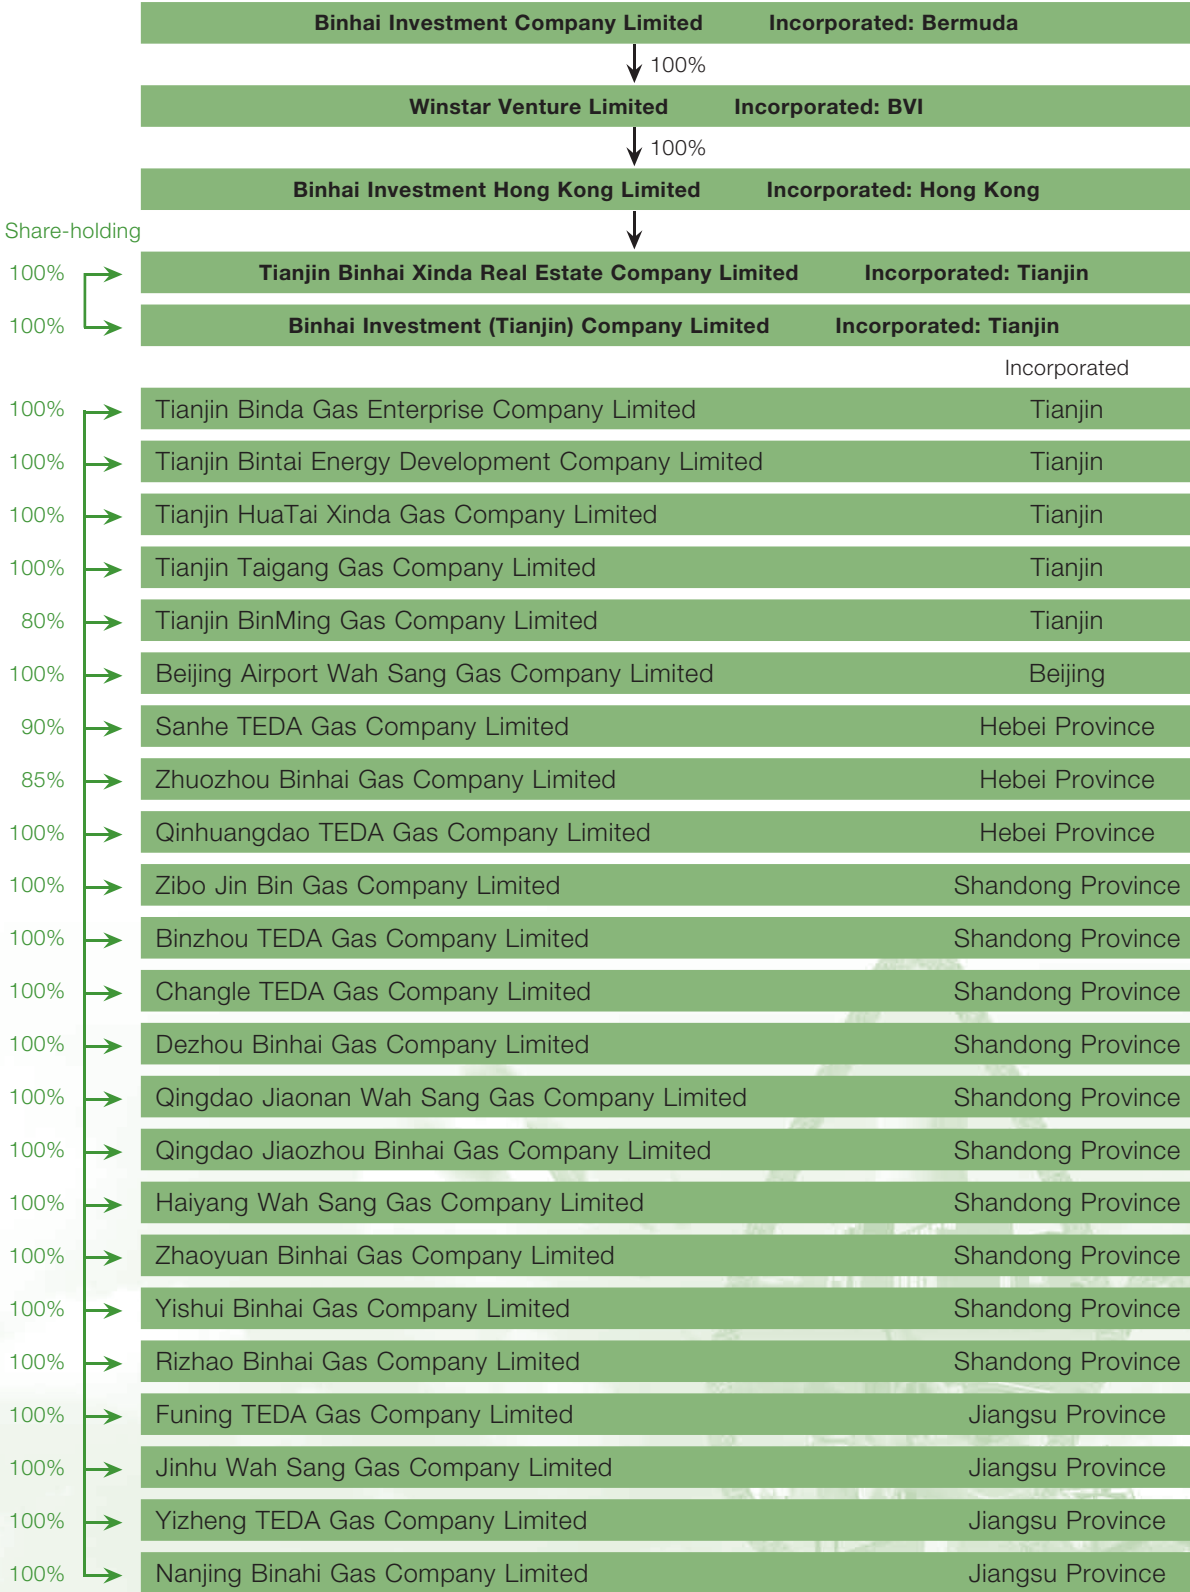 Binhai Investment Company Limited Incorporated: Bermuda
100%
Winstar Venture Limited Incorporated: BVI
100%
Binhai Investment Hong Kong Limited Incorporated: Hong Kong
Share-holding
100% Tianjin Binhai Xinda Real Estate Company Limited Incorporated: Tianjin
100% Binhai Investment (Tianjin) Company Limited Incorporated: Tianjin
Incorporated
100% Tianjin Binda Gas Enterprise Company Limited Tianjin
100% Tianjin Bintai Energy Development Company Limited Tianjin
100% Tianjin HuaTai Xinda Gas Company Limited Tianjin
100% Tianjin Taigang Gas Company Limited Tianjin
80% Tianjin BinMing Gas Company Limited Tianjin
100% Beijing Airport Wah Sang Gas Company Limited Beijing
90% Sanhe TEDA Gas Company Limited Hebei Province
85% Zhuozhou Binhai Gas Company Limited Hebei Province
100% Qinhuangdao TEDA Gas Company Limited Hebei Province
100% Zibo Jin Bin Gas Company Limited Shandong Province
100% Binzhou TEDA Gas Company Limited Shandong Province
100% Changle TEDA Gas Company Limited Shandong Province
100% Dezhou Binhai Gas Company Limited Shandong Province
100% Qingdao Jiaonan Wah Sang Gas Company Limited Shandong Province
100% Qingdao Jiaozhou Binhai Gas Company Limited Shandong Province
100% Haiyang Wah Sang Gas Company Limited Shandong Province
100% Zhaoyuan Binhai Gas Company Limited Shandong Province
100% Yishui Binhai Gas Company Limited Shandong Province
100% Rizhao Binhai Gas Company Limited Shandong Province
100% Funing TEDA Gas Company Limited Jiangsu Province
100% Jinhu Wah Sang Gas Company Limited Jiangsu Province
100% Yizheng TEDA Gas Company Limited Jiangsu Province
100% Nanjing Binahi Gas Company Limited Jiangsu Province